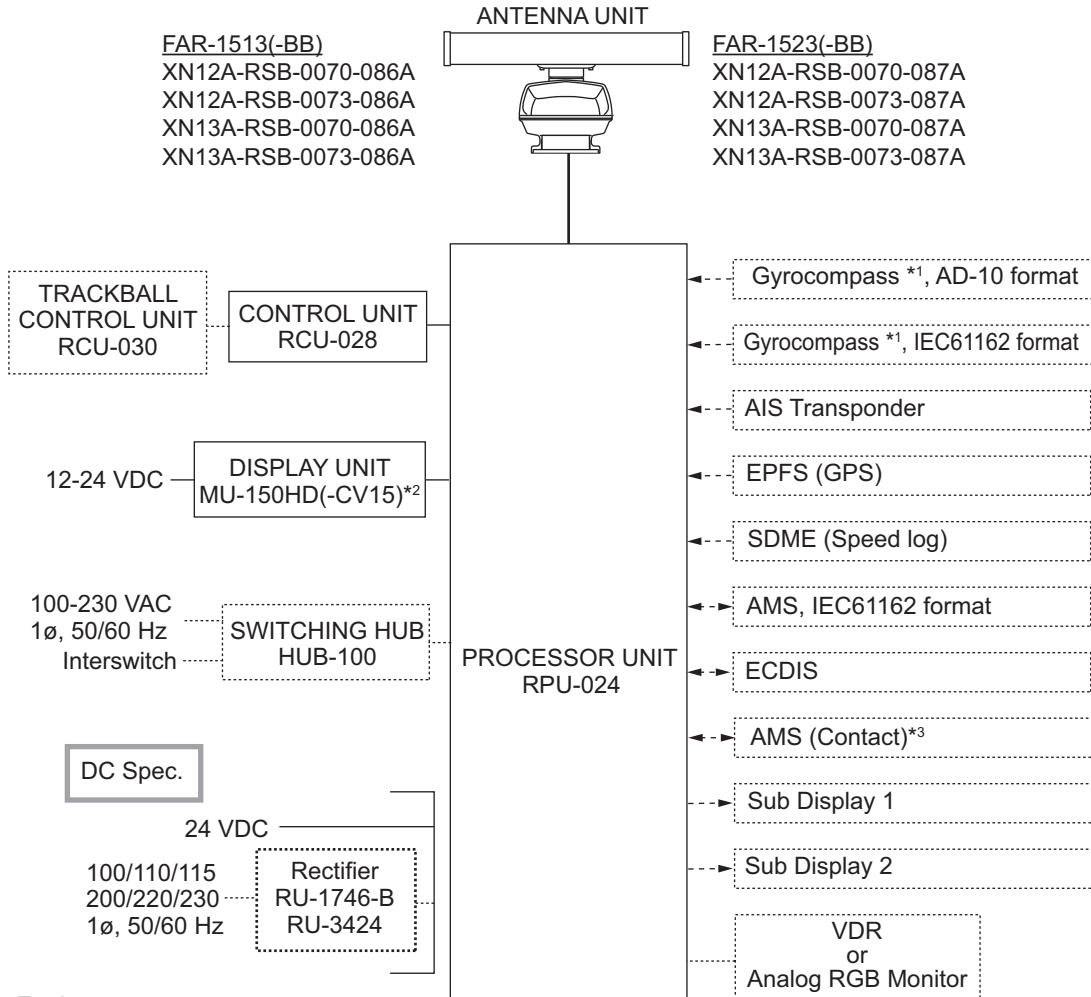 ANTENNA UNIT
FAR-1513(-BB)
XN12A-RSB-0070-086A
XN12A-RSB-0073-086A
XN13A-RSB-0070-086A
XN13A-RSB-0073-086A
FAR-1523(-BB)
XN12A-RSB-0070-087A
XN12A-RSB-0073-087A
XN13A-RSB-0070-087A
XN13A-RSB-0073-087A
TRACKBALL
CONTROL UNIT
RCU-030
CONTROL UNIT
RCU-028
12-24 VDC
DISPLAY UNIT
MU-150HD(-CV15)*2
100-230 VAC
1ø, 50/60 Hz
Interswitch
SWITCHING HUB
HUB-100
DC Spec.
24 VDC
100/110/115
200/220/230
1ø, 50/60 Hz
Rectifier
RU-1746-B
RU-3424
PROCESSOR UNIT
RPU-024
Gyrocompass *1, AD-10 format
Gyrocompass *1, IEC61162 format
AIS Transponder
EPFS (GPS)
SDME (Speed log)
AMS, IEC61162 format
ECDIS
AMS (Contact)*3
Sub Display 1
Sub Display 2
VDR
or
Analog RGB Monitor